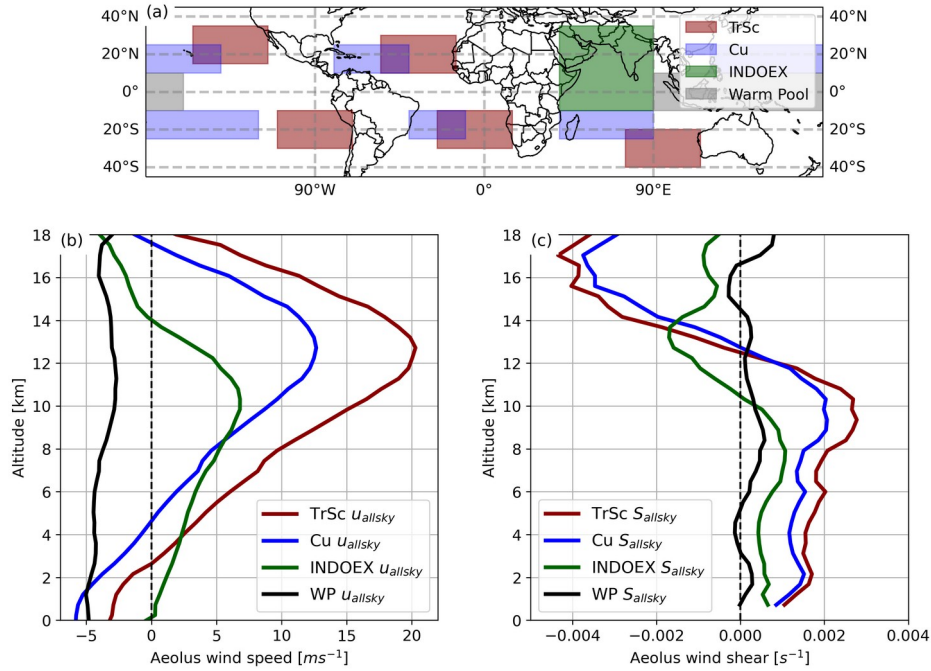 (a)
40°N
20°N
0°
20°S
40°S
40°N
20°N
0°
20°S
40°S
90°W
0°
90°E
TrSc
Cu
INDOEX
Warm Pool
(b)
18
16
14
12
10
8
6
4
2
0
Altitude [km]
−5
0
5
10
15
20
Aeolus wind speed [ms⁻¹]
TrSc u_allsky
Cu u_allsky
INDOEX u_allsky
WP u_allsky
(c)
18
16
14
12
10
8
6
4
2
0
Altitude [km]
−0.004
−0.002
0.000
0.002
0.004
Aeolus wind shear [s⁻¹]
TrSc S_allsky
Cu S_allsky
INDOEX S_allsky
WP S_allsky